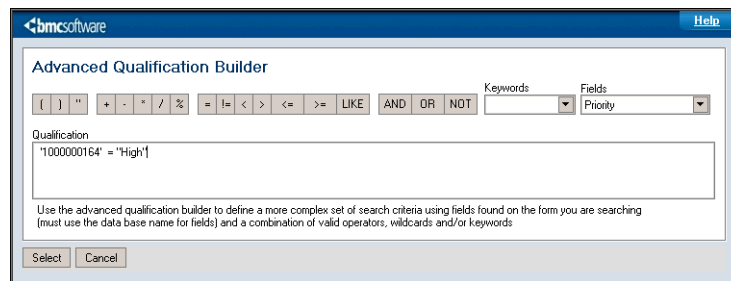 bmcsoftware
Help
Advanced Qualification Builder
Keywords
Fields
( ) " + - * / % = != < > <= >= LIKE AND OR NOT Priority
Qualification
'1000000164' = "High"
Use the advanced qualification builder to define a more complex set of search criteria using fields found on the form you are searching
(must use the data base name for fields) and a combination of valid operators, wildcards and/or keywords
Select Cancel